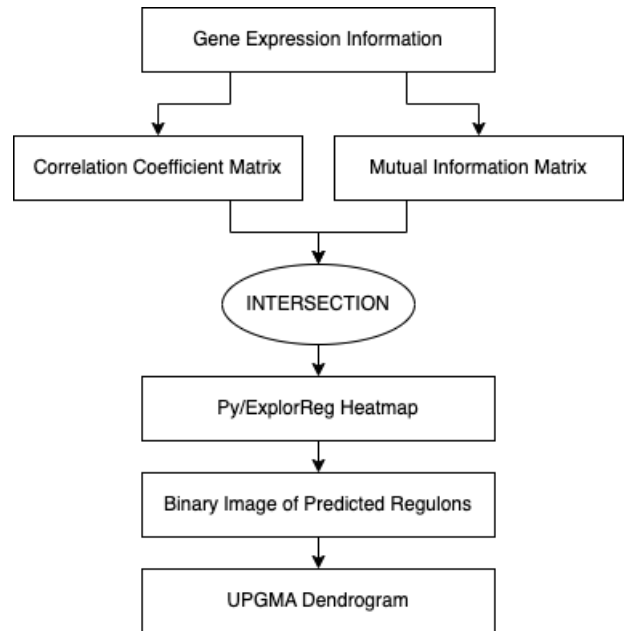 Gene Expression Information
Correlation Coefficient Matrix
Mutual Information Matrix
INTERSECTION
Py/ExplorReg Heatmap
Binary Image of Predicted Regulons
UPGMA Dendrogram